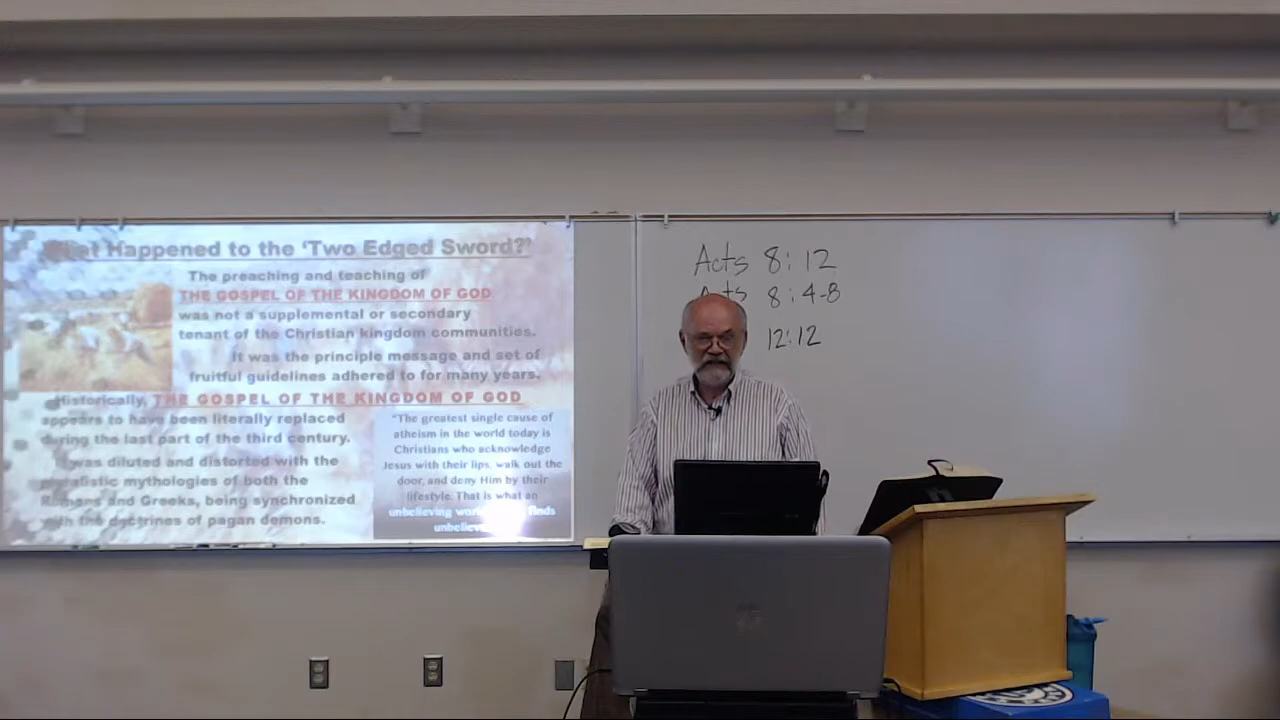 Happened to the 'Two Edged Sword?'
The preaching and teaching of
THE GOSPEL OF THE KINGDOM OF GOD
was not a supplemental or secondary
tenant of the Christian kingdom communities.
It was the principle message and set of
fruitful guidelines adhered to for many years.
Historically, THE GOSPEL OF THE KINGDOM OF GOD
appears to have been literally replaced
during the last part of the third century.
was diluted and distorted with the
mythologies of both the
Romans and Greeks, being synchronized
with the doctrines of pagan demons.
"The greatest single cause of
atheism in the world today is
Christians who acknowledge
Jesus with their lips, walk out the
door, and deny Him by their
lifestyle. That is what an
unbelieving finds
Acts 8:12
Acts 8:4-8
12:12